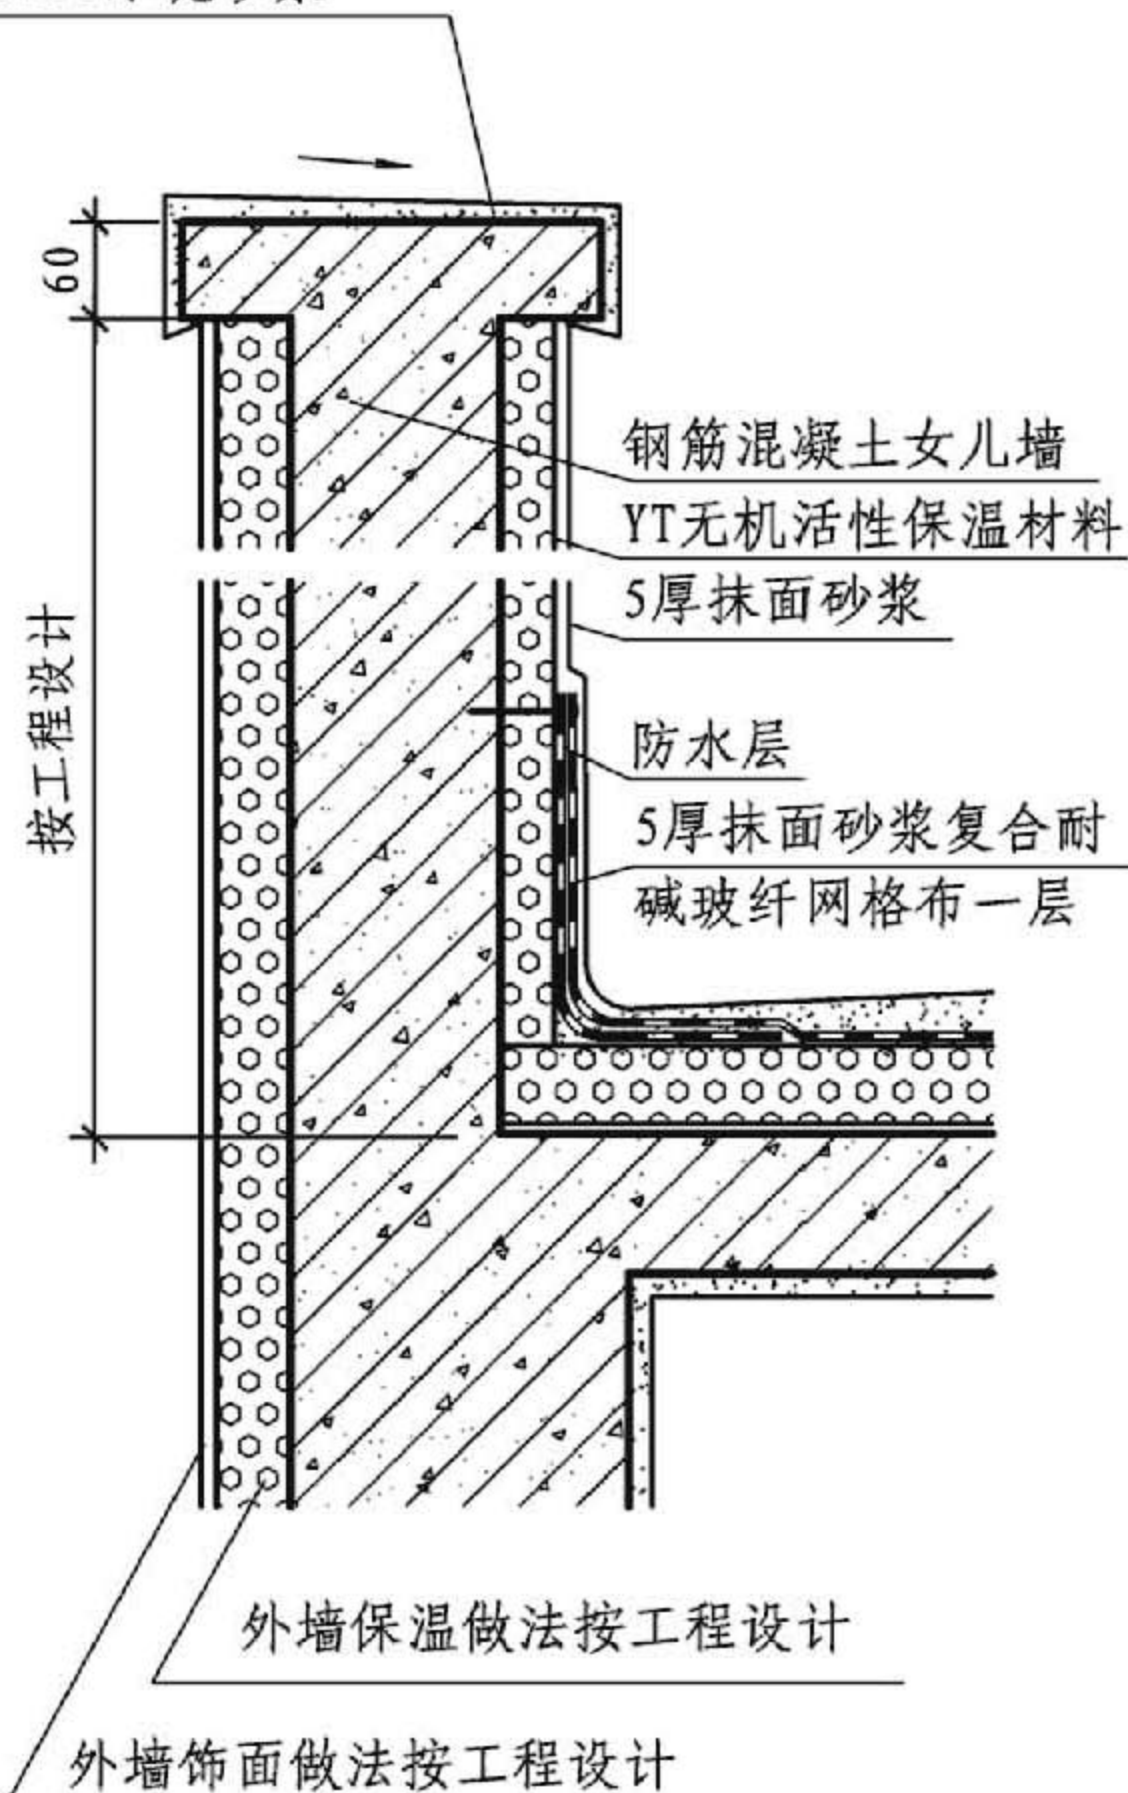 60
钢筋混凝土女儿墙
YT无机活性保温材料
5厚抹面砂浆
按工程设计
防水层
5厚抹面砂浆复合耐
碱玻纤网格布一层
外墙保温做法按工程设计
外墙饰面做法按工程设计